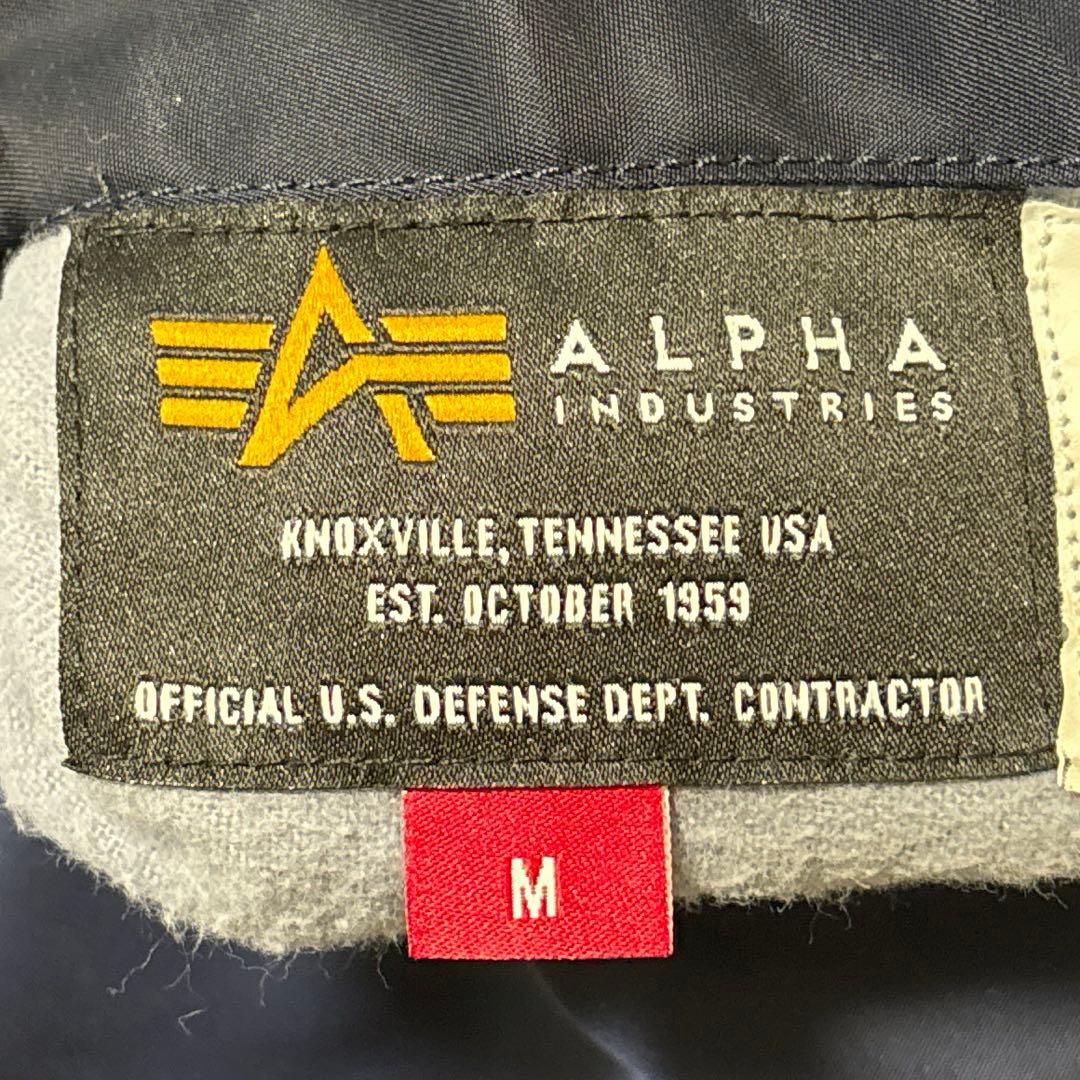 ALPHA
INDUSTRIES
KNOXVILLE, TENNESSEE USA
EST. OCTOBER 1959
OFFICIAL U.S. DEFENSE DEPT. CONTRACTOR
M